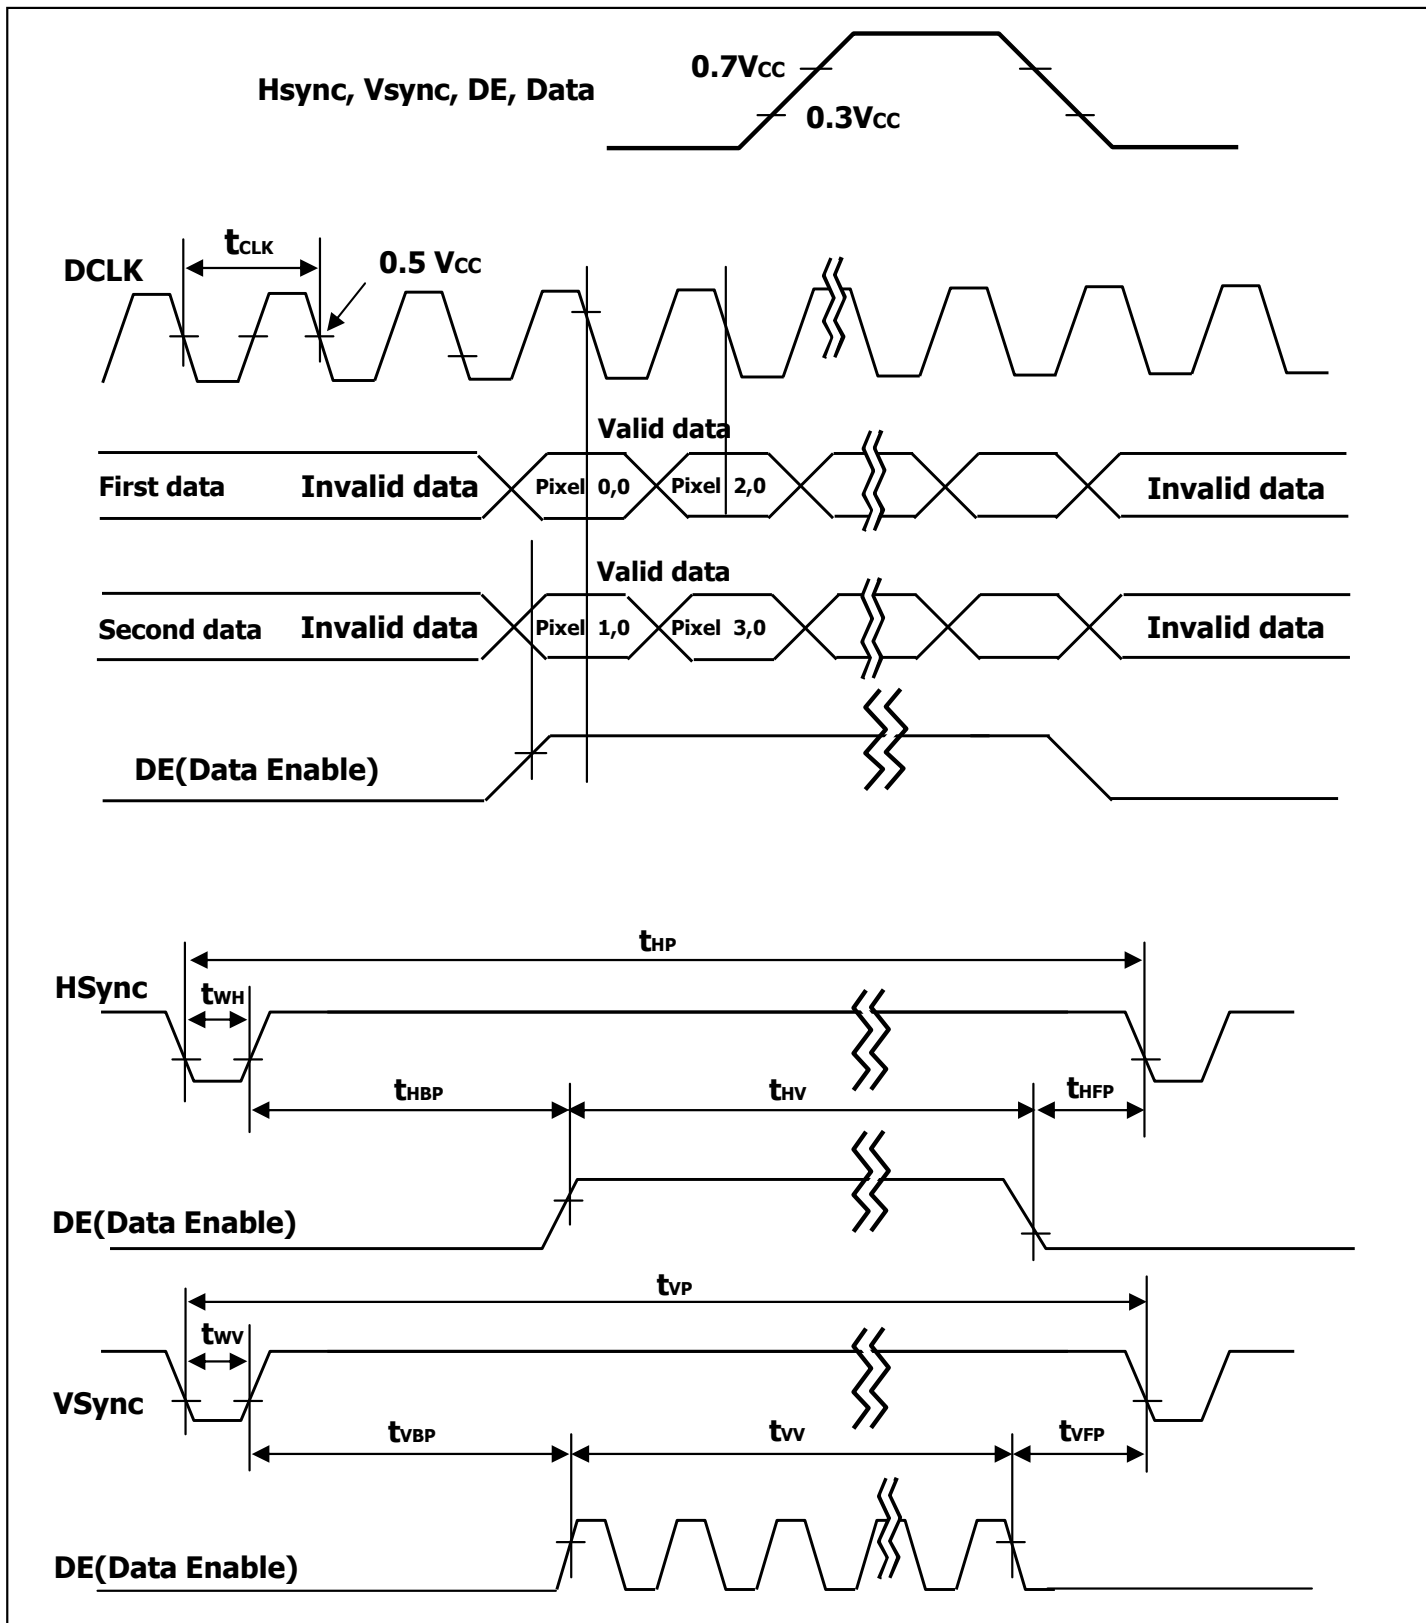 0.7VCC
Hsync, Vsync, DE, Data
0.3VCC
tCLK
0.5 VCC
DCLK
Valid data
First data Invalid data Pixel 0,0 Pixel 2,0 Invalid data
Valid data
Second data Invalid data Pixel 1,0 Pixel 3,0 Invalid data
DE(Data Enable)
tHP
HSync
tWH
tHBP tHV tHFP
DE(Data Enable)
tVP
tWV
VSync
tVBP tVV tVFP
DE(Data Enable)